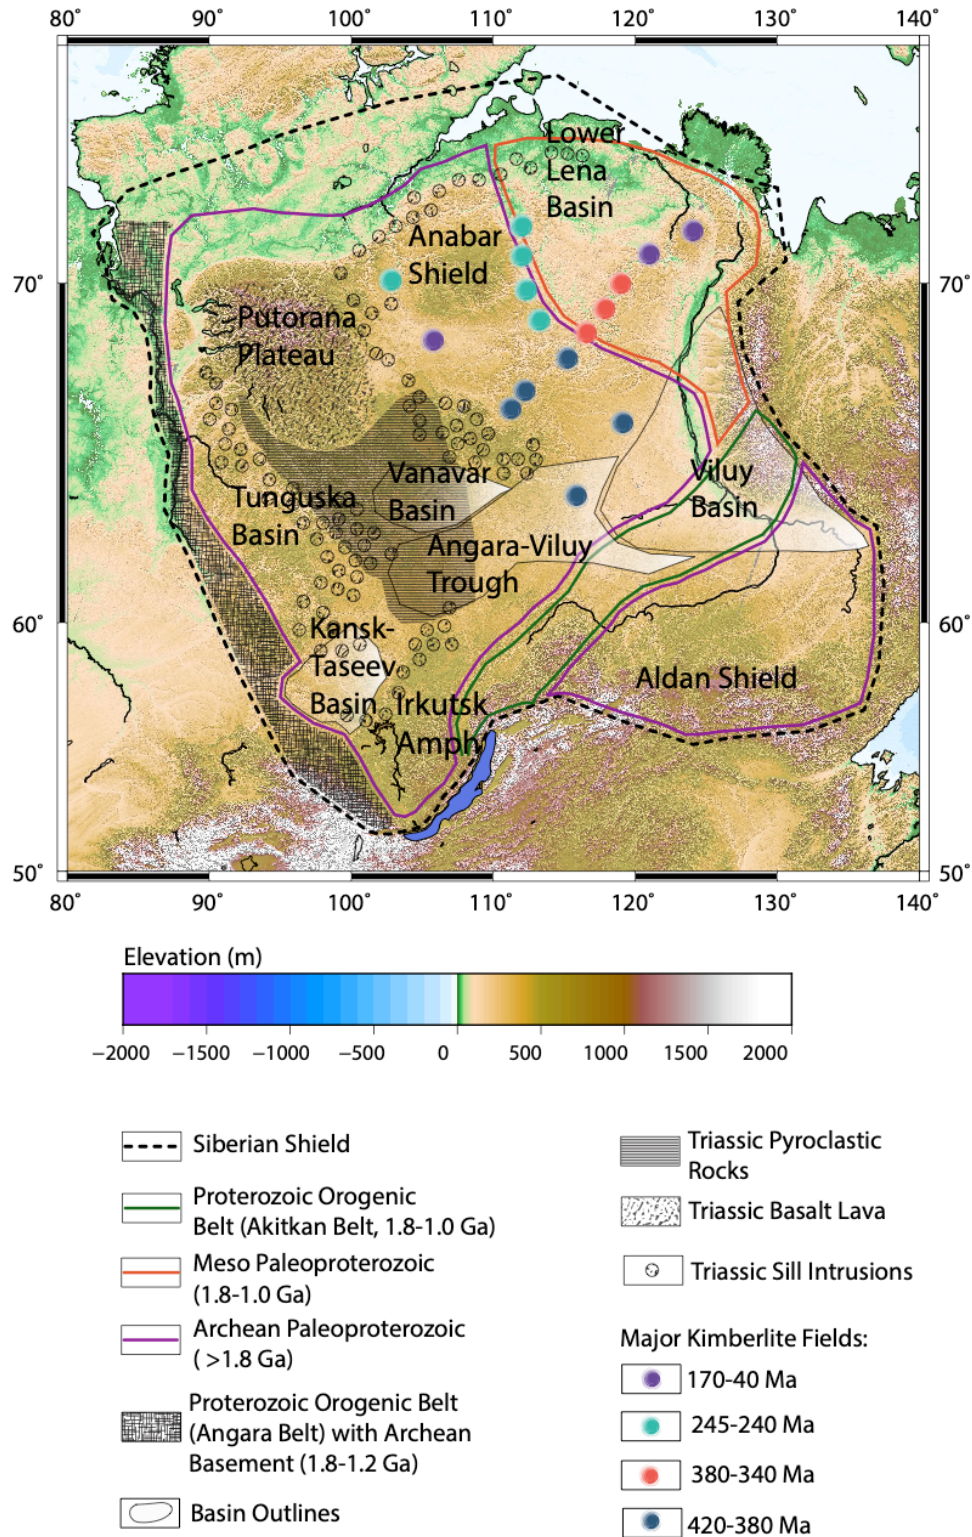 80° 90° 100° 110° 120° 130° 140°
Lower
Lena
Basin
Anabar
Shield
70° 70°
Putorana
Plateau
Vanavar
Basin
Viluy
Basin
Tunguska
Basin
Angara-Viluy
Trough
60° 60°
Kansk-
Taseev
Basin
Aldan Shield
Irkutsk
Amph
50° 50°
80° 90° 100° 110° 120° 130° 140°
Elevation (m)
−2000 −1500 −1000 −500 0 500 1000 1500 2000
Siberian Shield
Proterozoic Orogenic
Belt (Akitkan Belt, 1.8-1.0 Ga)
Meso Paleoproterozoic
(1.8-1.0 Ga)
Archean Paleoproterozoic
( >1.8 Ga)
Proterozoic Orogenic Belt
(Angara Belt) with Archean
Basement (1.8-1.2 Ga)
Basin Outlines
Triassic Pyroclastic
Rocks
Triassic Basalt Lava
Triassic Sill Intrusions
Major Kimberlite Fields:
170-40 Ma
245-240 Ma
380-340 Ma
420-380 Ma